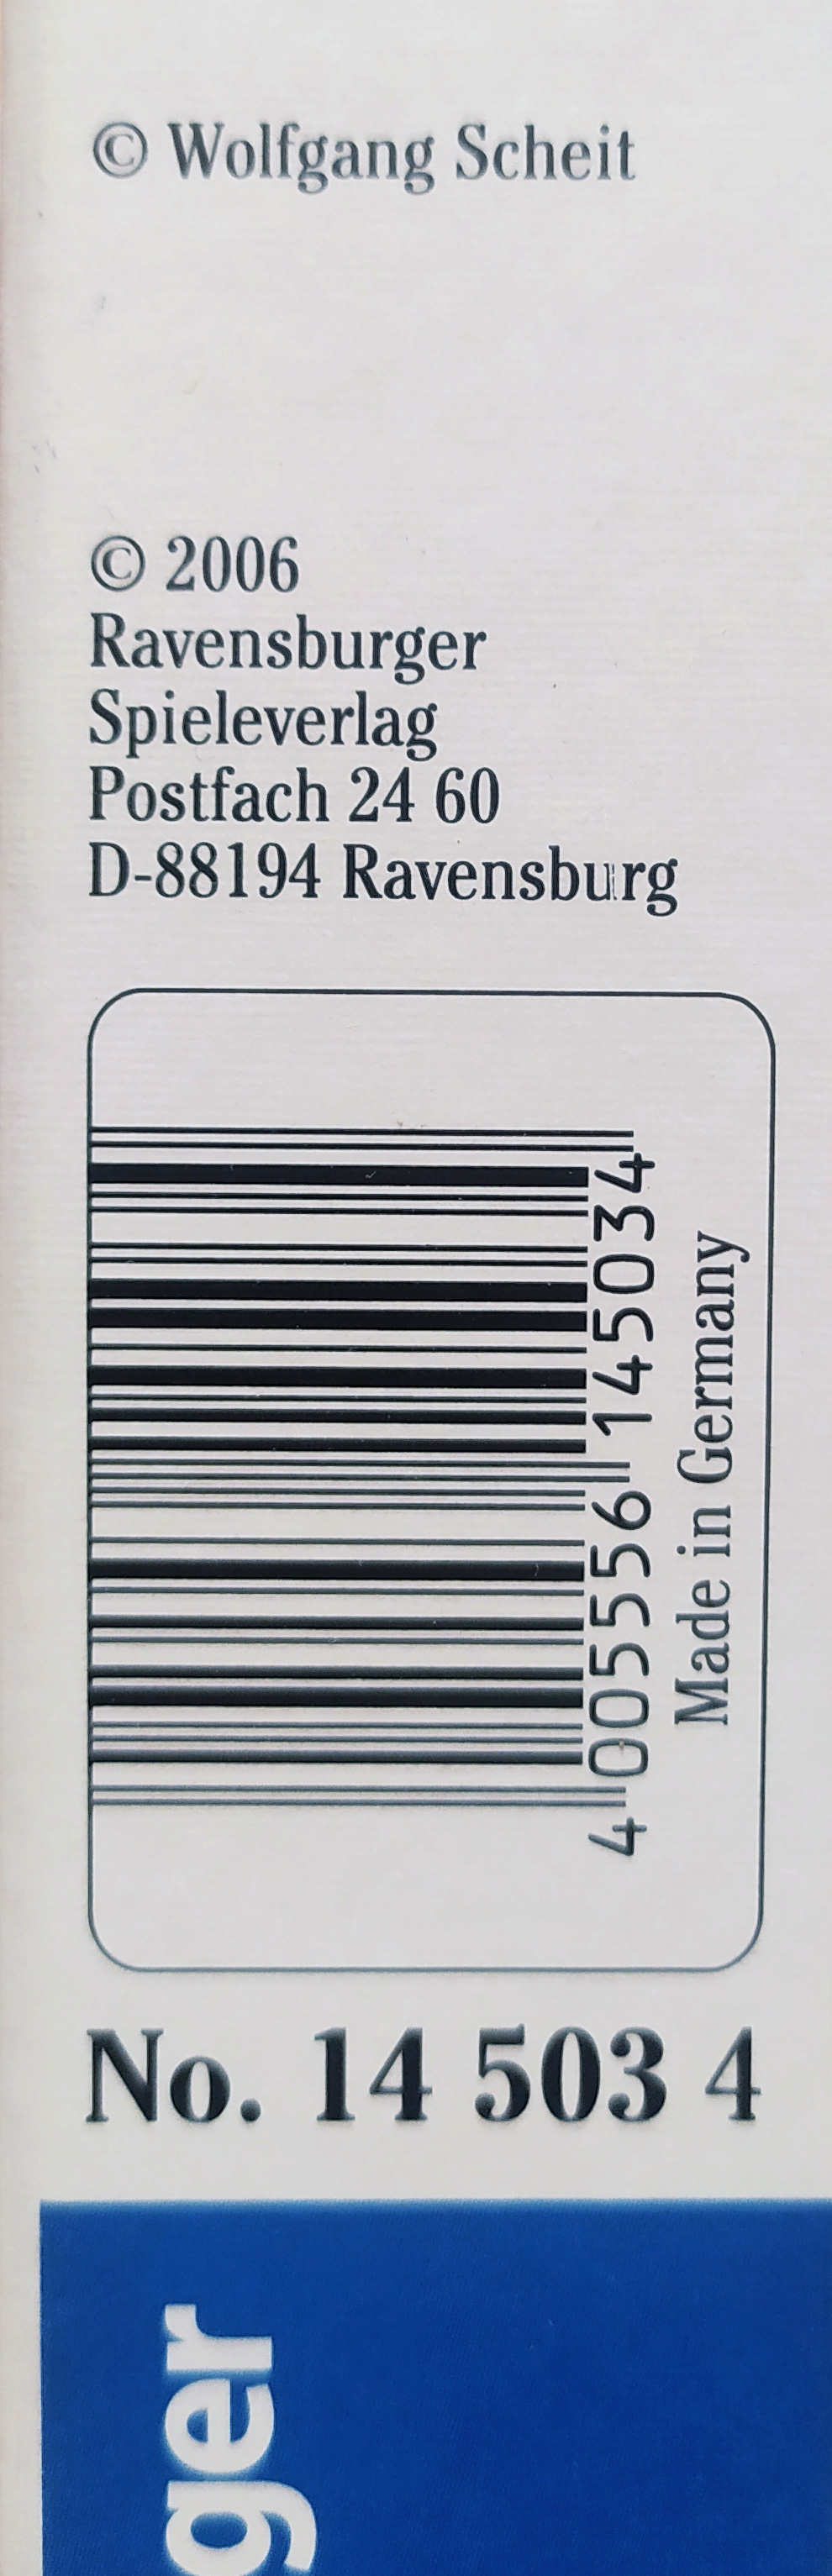 © Wolfgang Scheit
© 2006
Ravensburger
Spieleverlag
Postfach 24 60
D-88194 Ravensburg
4 005556 145034
Made in Germany
No. 14 503 4
ger